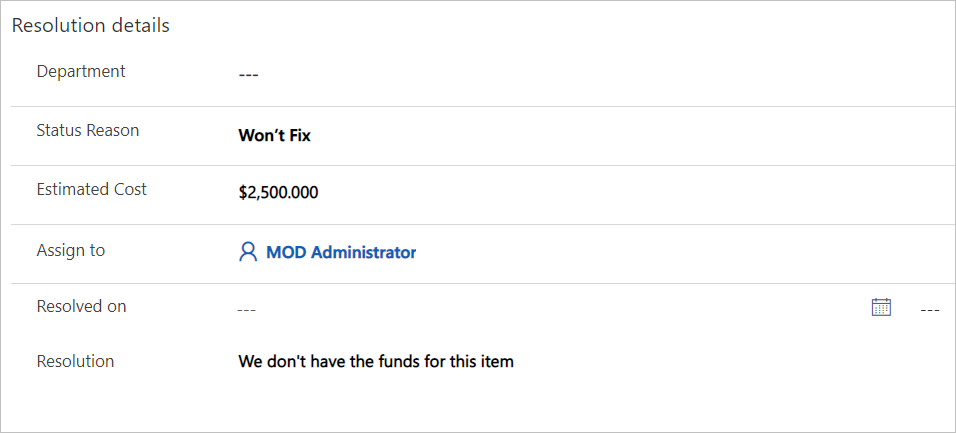 Resolution details
Department ---
Status Reason Won’t Fix
Estimated Cost $2,500.000
Assign to MOD Administrator
Resolved on --- ---
Resolution We don't have the funds for this item